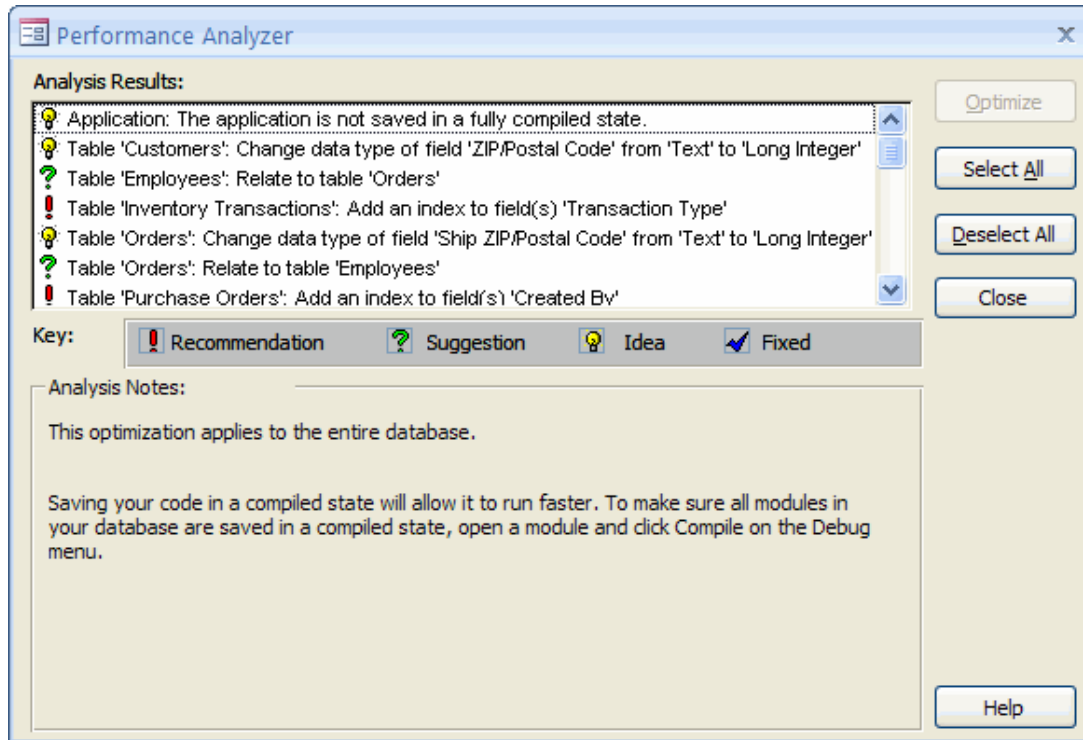 Performance Analyzer
Analysis Results:
Application: The application is not saved in a fully compiled state.
Table 'Customers': Change data type of field 'ZIP/Postal Code' from 'Text' to 'Long Integer'
Table 'Employees': Relate to table 'Orders'
Table 'Inventory Transactions': Add an index to field(s) 'Transaction Type'
Table 'Orders': Change data type of field 'Ship ZIP/Postal Code' from 'Text' to 'Long Integer'
Table 'Orders': Relate to table 'Employees'
Table 'Purchase Orders': Add an index to field(s) 'Created By'
Optimize
Select All
Deselect All
Close
Key:
Recommendation Suggestion Idea Fixed
Analysis Notes:
This optimization applies to the entire database.
Saving your code in a compiled state will allow it to run faster. To make sure all modules in
your database are saved in a compiled state, open a module and click Compile on the Debug
menu.
Help